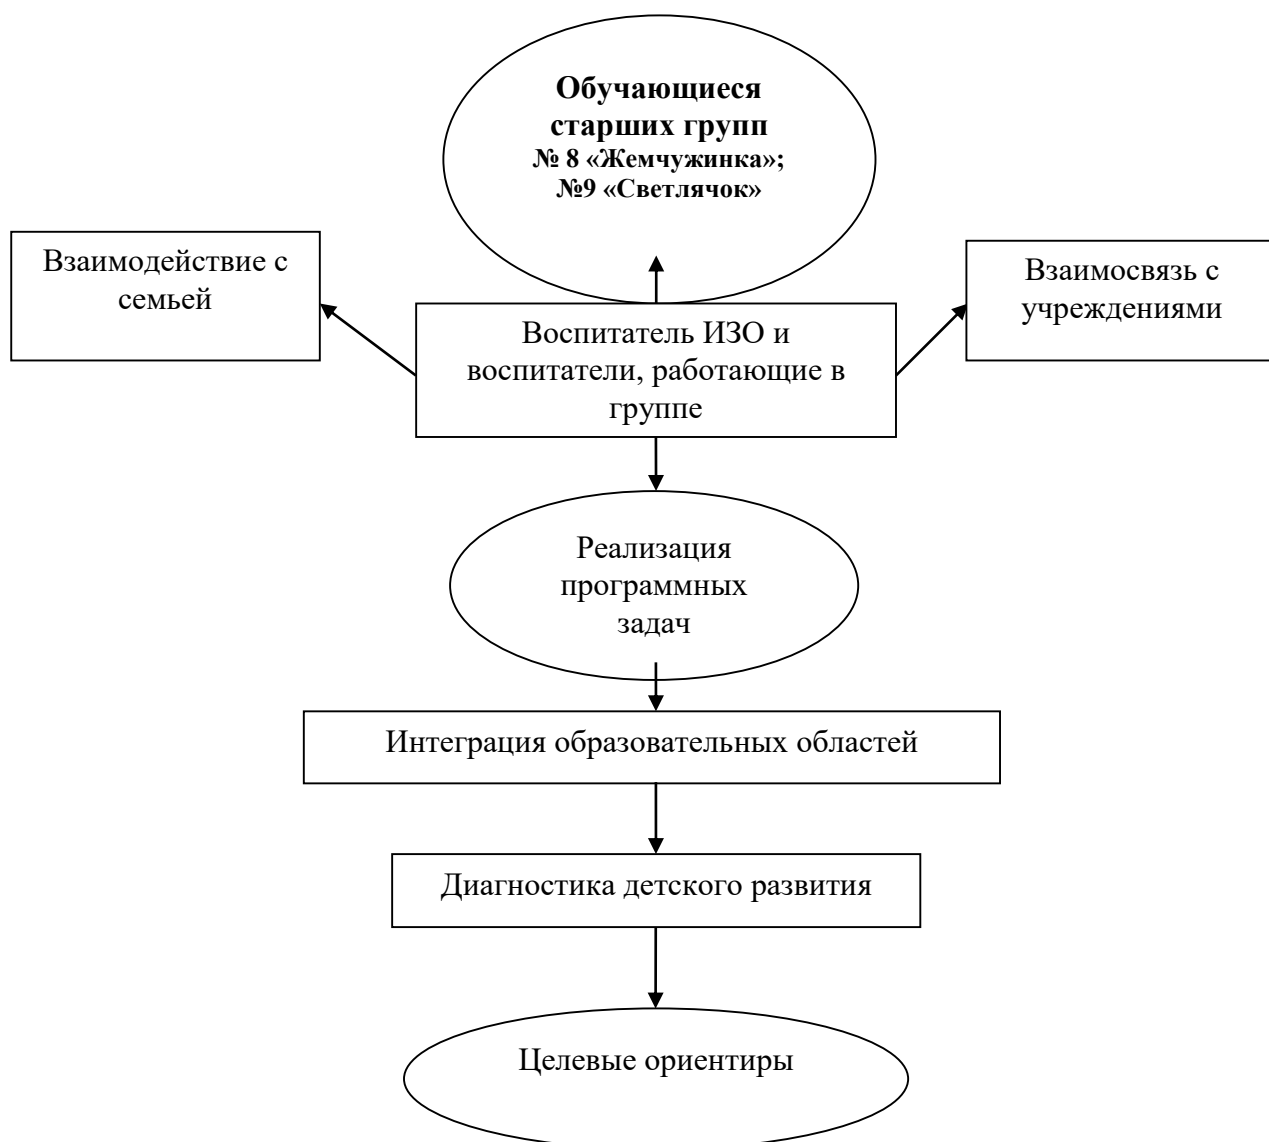 Обучающиеся
старших групп
№ 8 «Жемчужинка»;
№9 «Светлячок»
Взаимодействие с
семьей
Взаимосвязь с
учреждениями
Воспитатель ИЗО и
воспитатели, работающие в
группе
Реализация
программных
задач
Интеграция образовательных областей
Диагностика детского развития
Целевые ориентиры